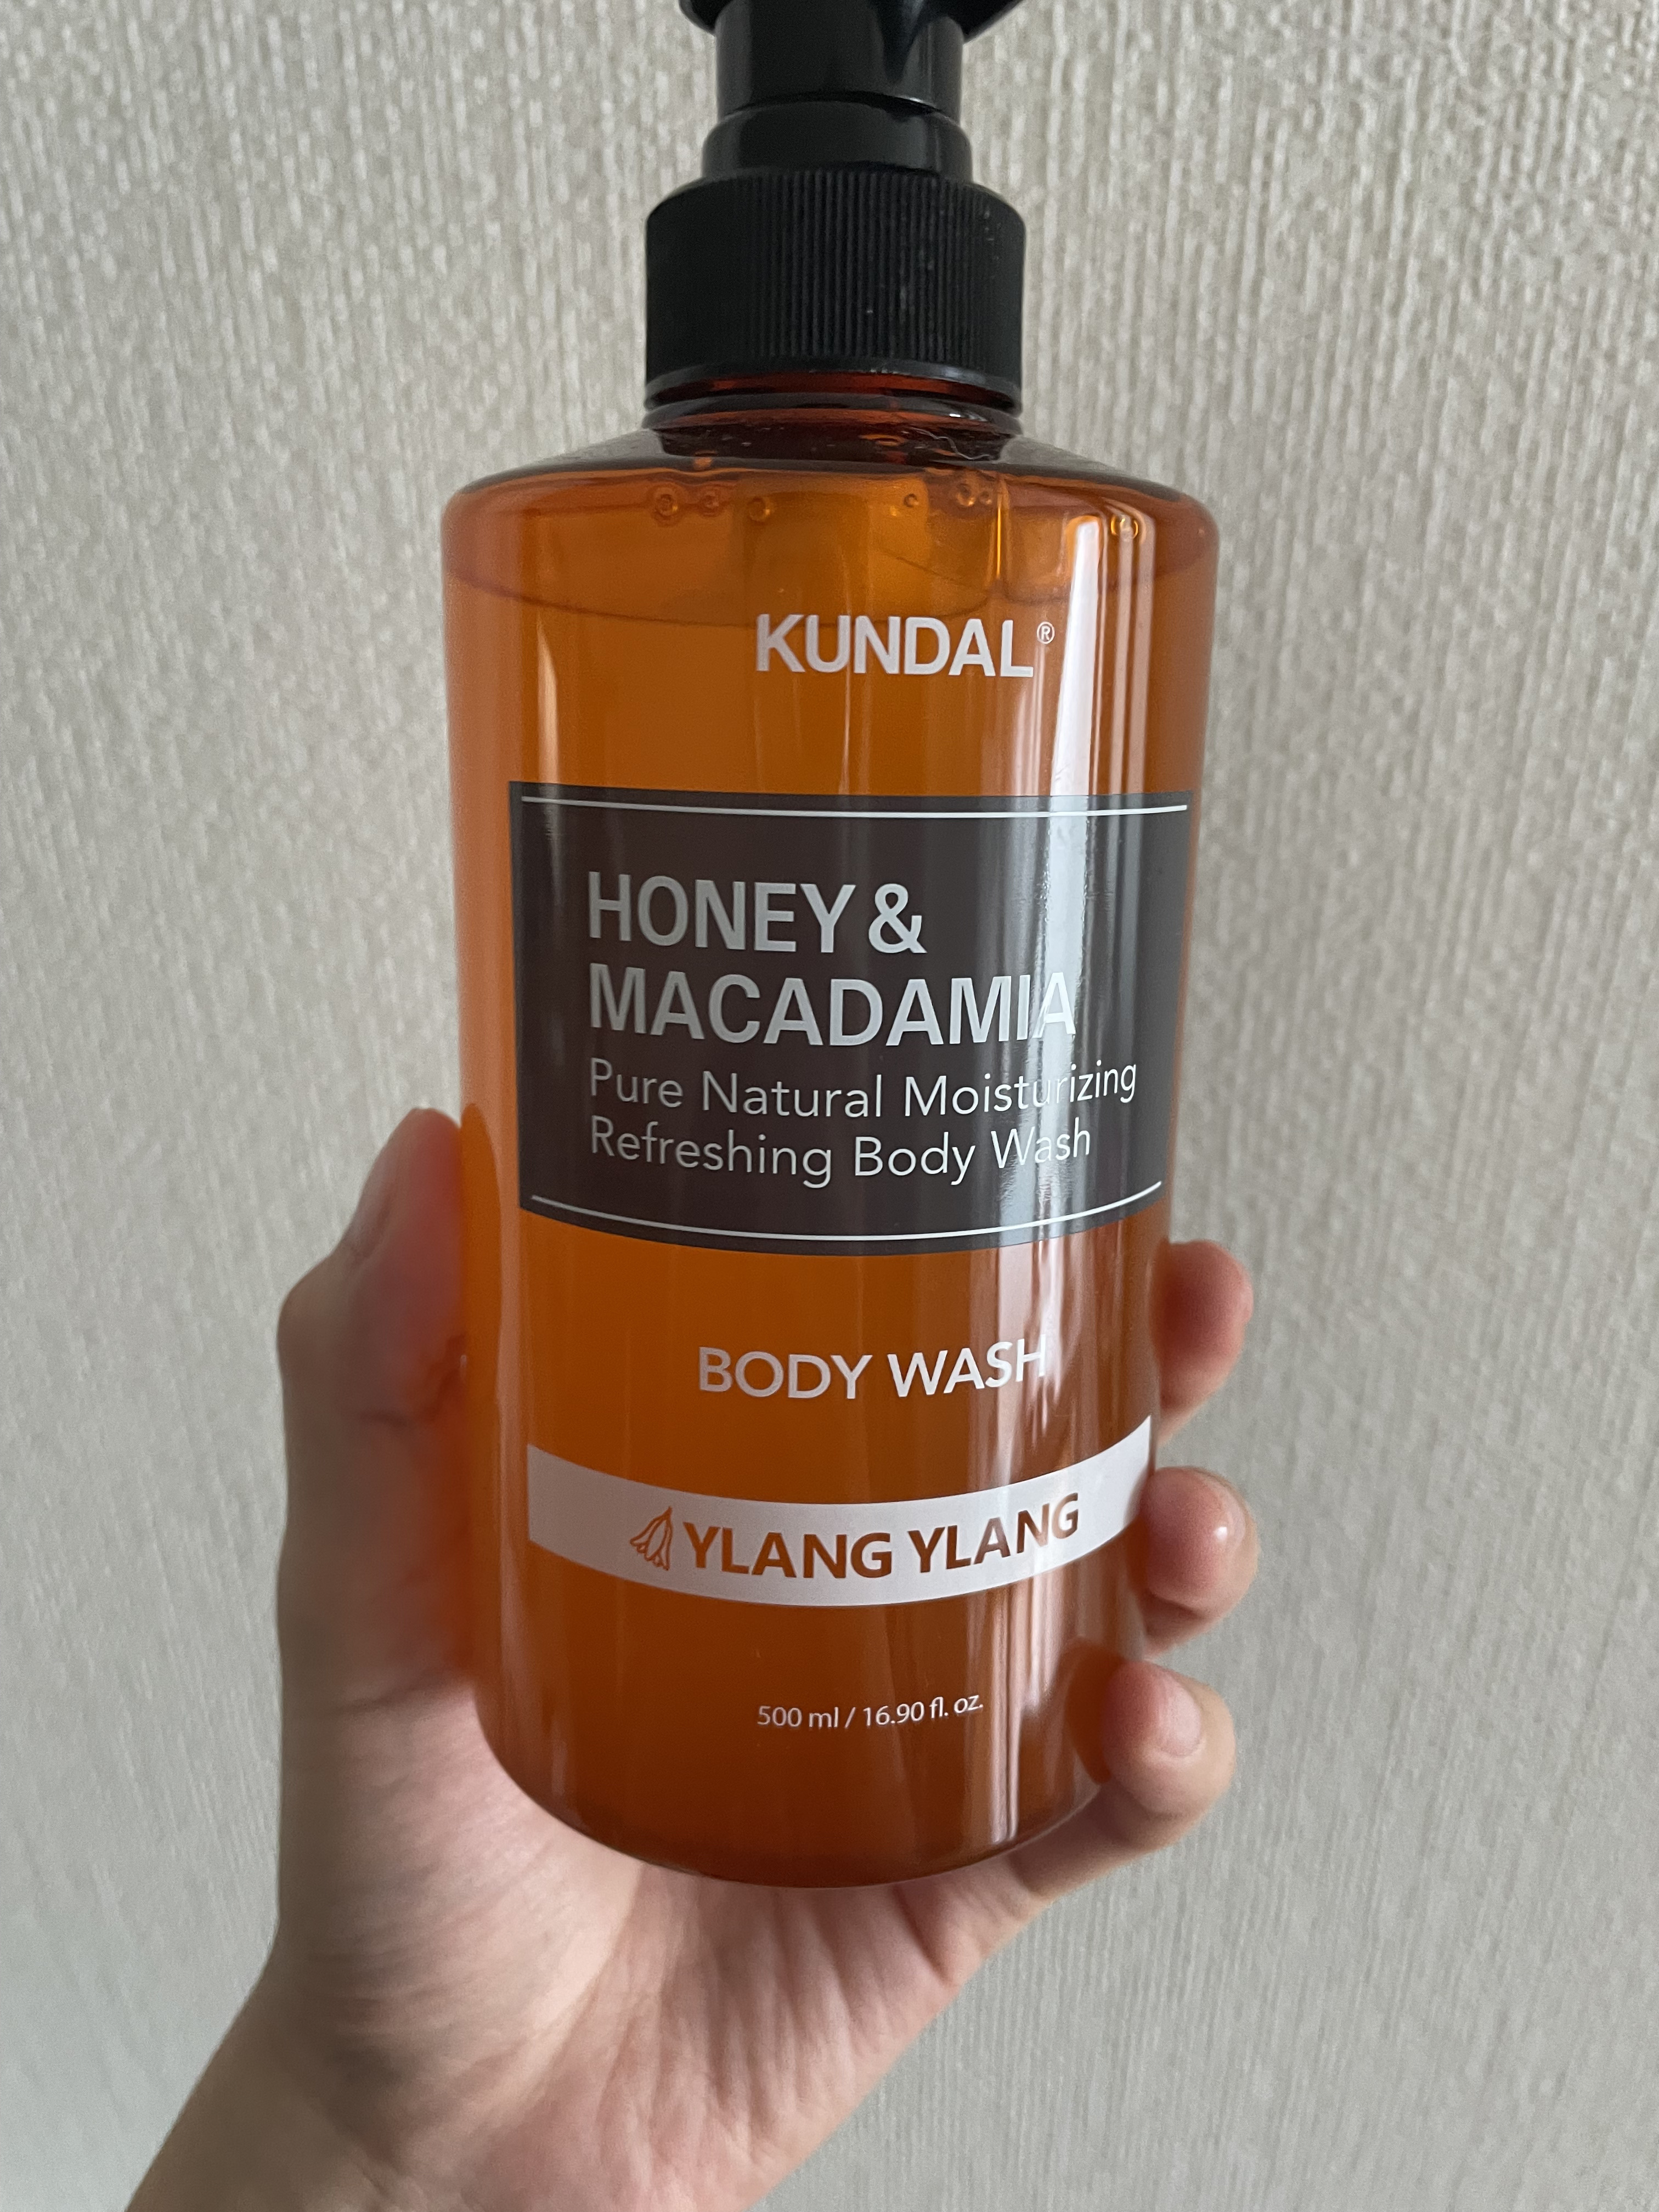 KUNDAL®
HONEY &
MACADAMIA
Pure Natural Moisturizing
Refreshing Body Wash
BODY WASH
YLANG YLANG
500 ml / 16.90 fl. oz.